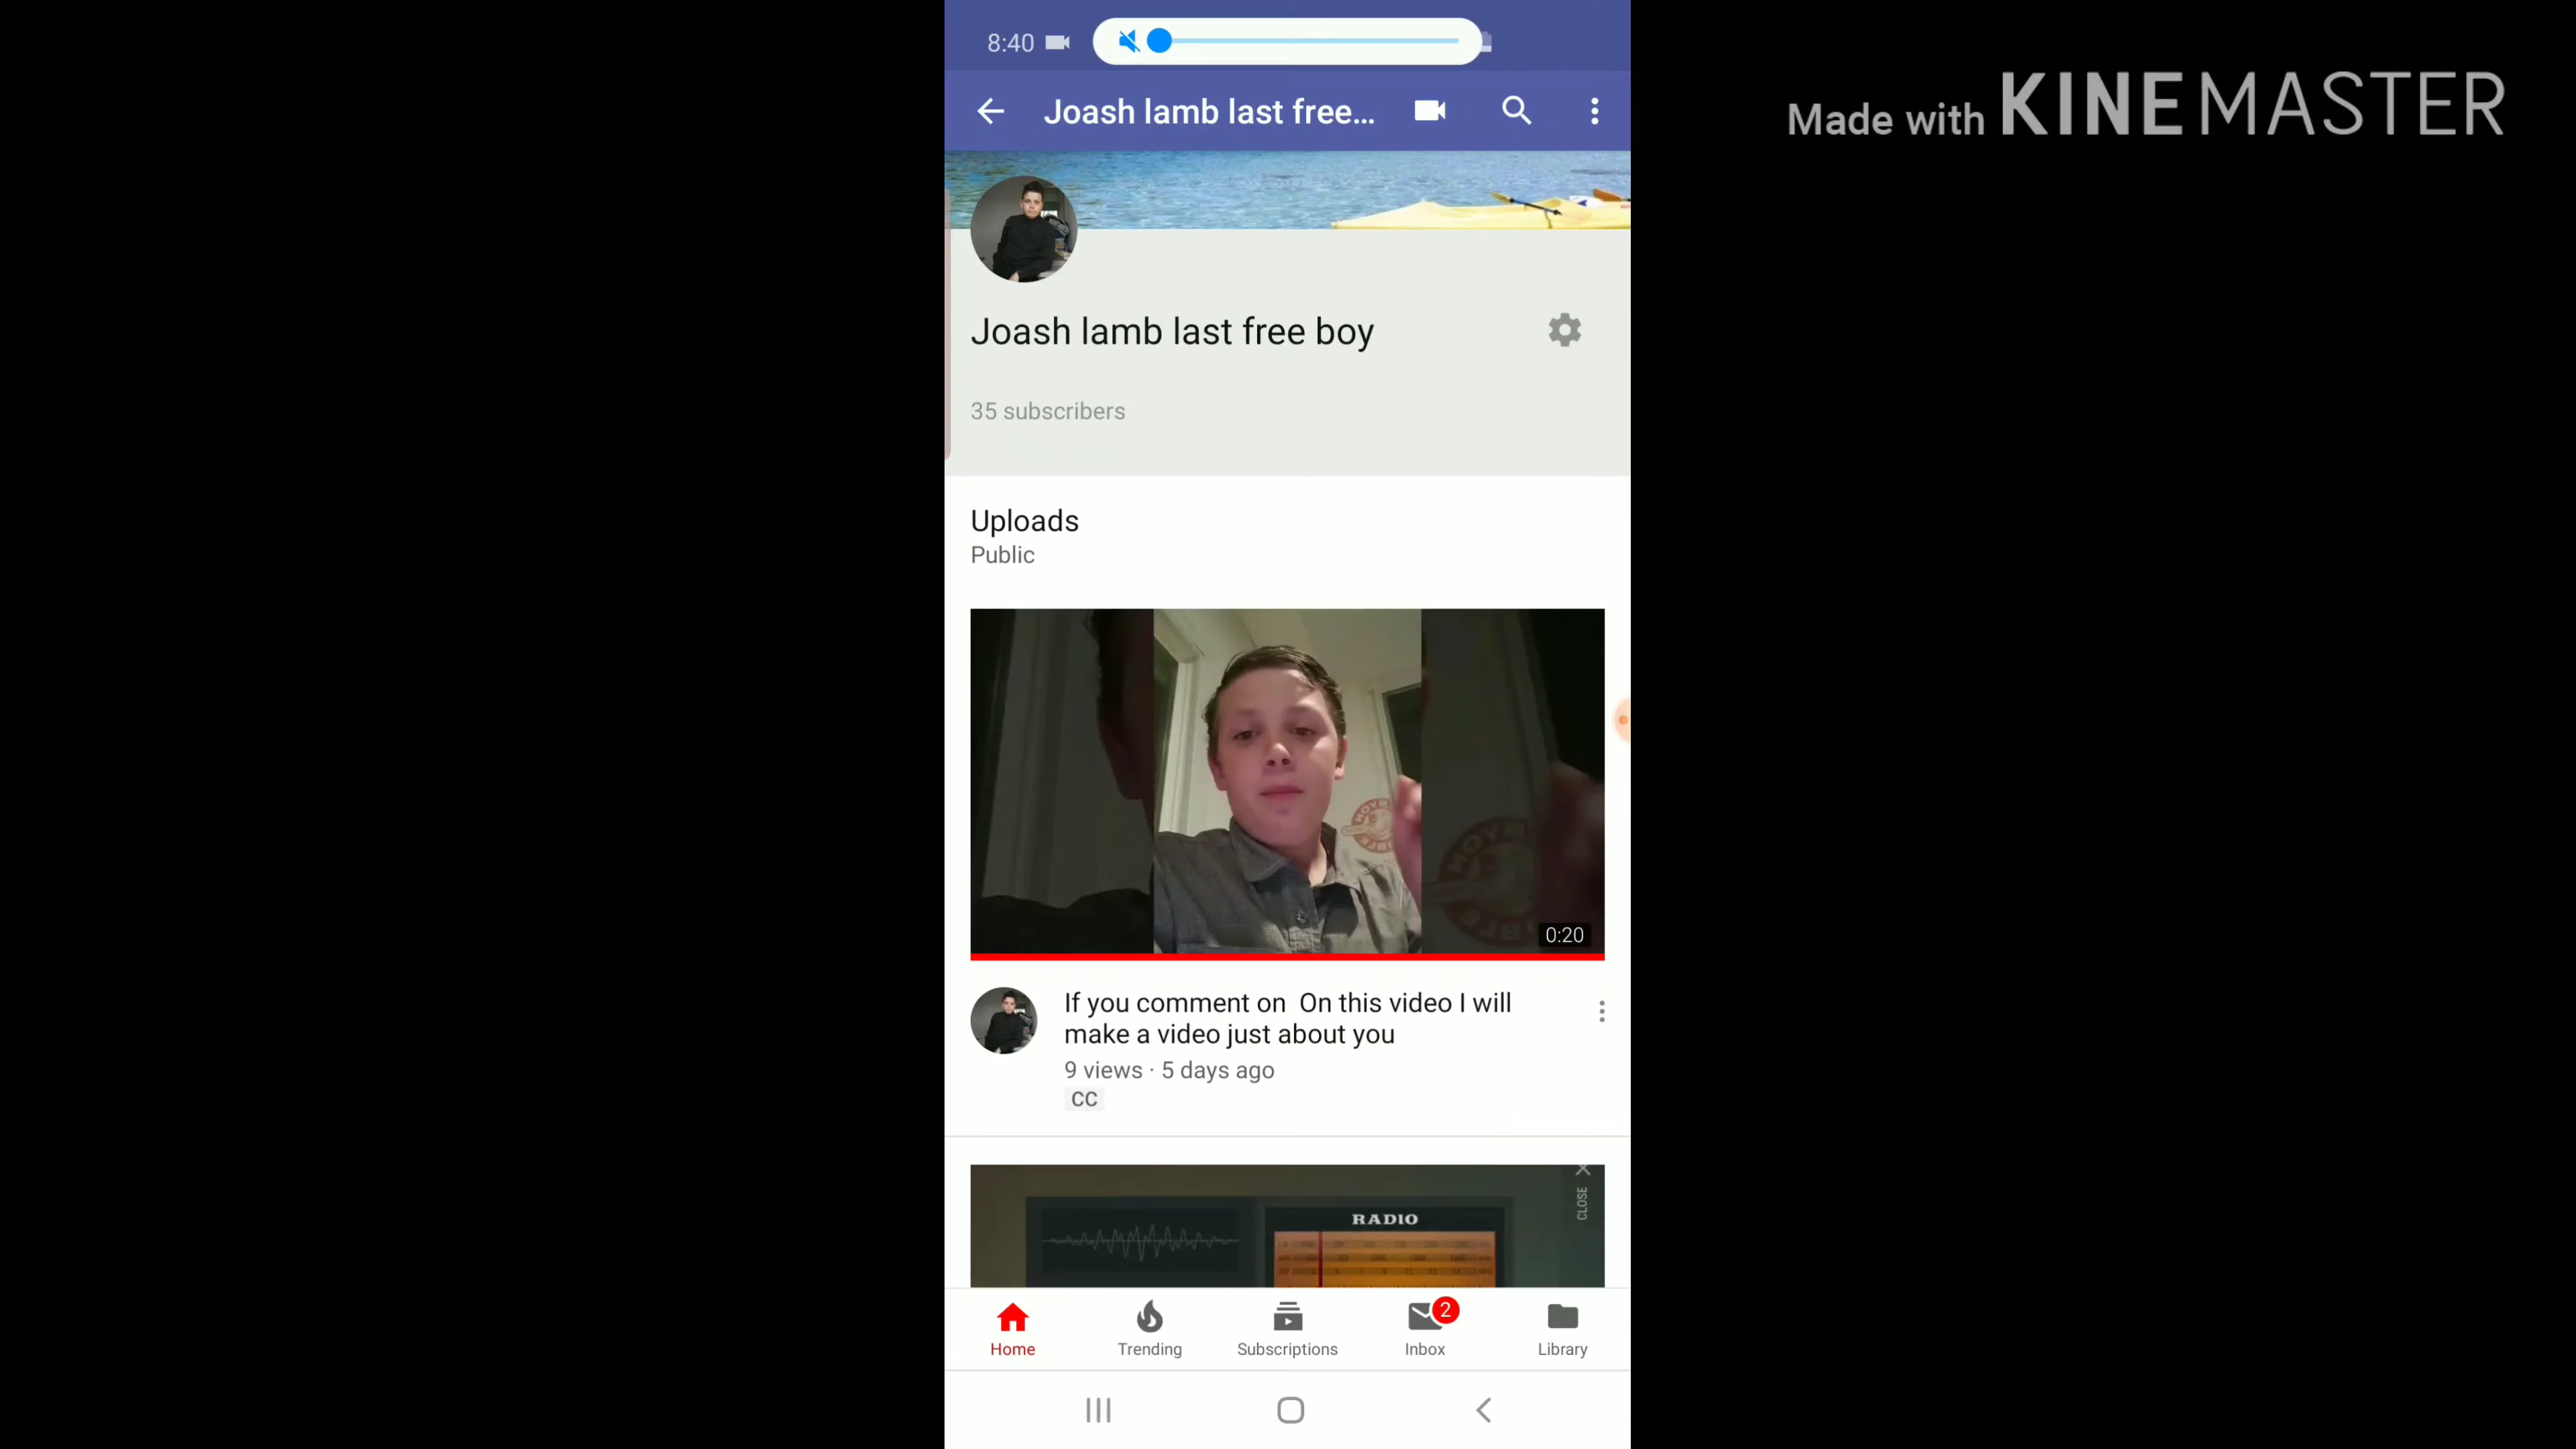 8:40
Made with KINEMASTER
Joash lamb last free...
Joash lamb last free boy
35 subscribers
Uploads
Public
0:20
If you comment on  On this video I will
make a video just about you
9 views · 5 days ago
CC
CLOSE
RADIO
2
Home
Trending
Subscriptions
Inbox
Library